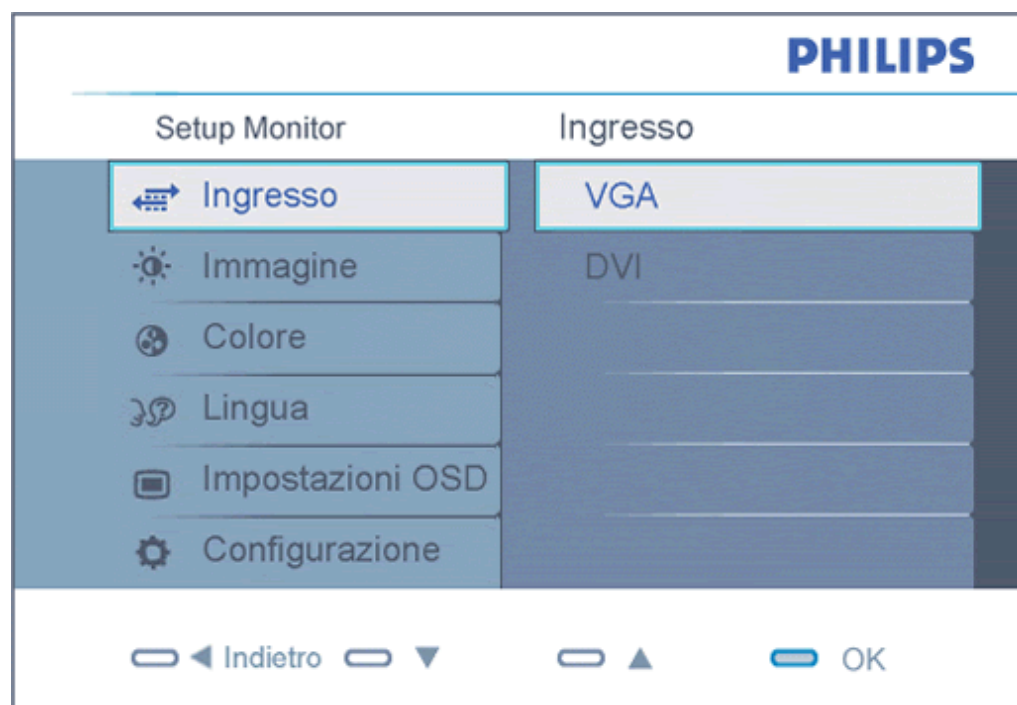 PHILIPS
Setup Monitor Ingresso
Ingresso VGA
Immagine DVI
Colore
Lingua
Impostazioni OSD
Configurazione
Indietro OK